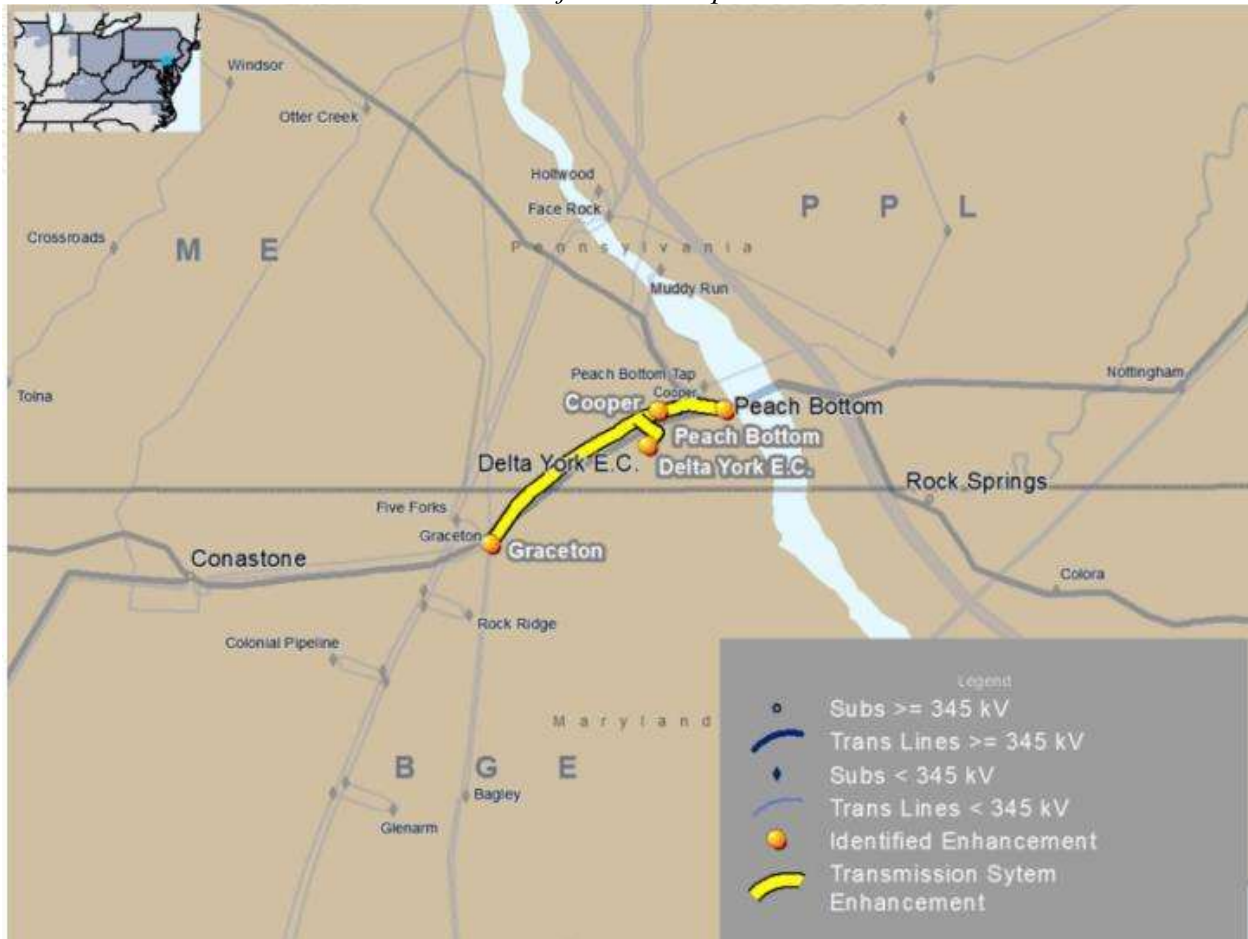 Windsor
Otter Creek
Holtwood
Face Rock
P P L
Crossroads
M E
Pennsylvania
Muddy Run
Peach Bottom Tap
Nottingham
Tolna
Cooper
Cooper
Peach Bottom
Peach Bottom
Delta York E.C.
Delta York E.C.
Rock Springs
Five Forks
Graceton
Graceton
Conastone
Colora
Rock Ridge
Colonial Pipeline
Maryland
B G E
Bagley
Glenarm
Legend
Subs >= 345 kV
Trans Lines >= 345 kV
Subs < 345 kV
Trans Lines < 345 kV
Identified Enhancement
Transmission Sytem
Enhancement